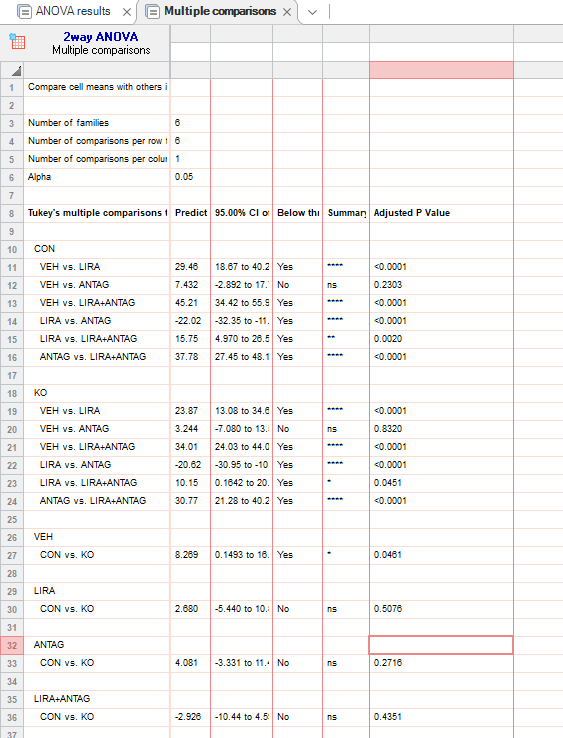 ANOVA results × Multiple comparisons ×
2way ANOVA
Multiple comparisons
1 Compare cell means with others i
2
3 Number of families 6
4 Number of comparisons per row 6
5 Number of comparisons per colu 1
6 Alpha 0.05
7
8 Tukey's multiple comparisons t Predict 95.00% CI o Below thr Summary Adjusted P Value
9
10 CON
11 VEH vs. LIRA 29.46 18.67 to 40.2 Yes **** <0.0001
12 VEH vs. ANTAG 7.432 -2.892 to 17. No ns 0.2303
13 VEH vs. LIRA+ANTAG 45.21 34.42 to 55.9 Yes **** <0.0001
14 LIRA vs. ANTAG -22.02 -32.35 to -11. Yes **** <0.0001
15 LIRA vs. LIRA+ANTAG 15.75 4.970 to 26.5 Yes ** 0.0020
16 ANTAG vs. LIRA+ANTAG 37.78 27.45 to 48.1 Yes **** <0.0001
17
18 KO
19 VEH vs. LIRA 23.87 13.08 to 34.6 Yes **** <0.0001
20 VEH vs. ANTAG 3.244 -7.080 to 13. No ns 0.8320
21 VEH vs. LIRA+ANTAG 34.01 24.03 to 44.0 Yes **** <0.0001
22 LIRA vs. ANTAG -20.62 -30.95 to -10 Yes **** <0.0001
23 LIRA vs. LIRA+ANTAG 10.15 0.1642 to 20. Yes * 0.0451
24 ANTAG vs. LIRA+ANTAG 30.77 21.28 to 40.2 Yes **** <0.0001
25
26 VEH
27 CON vs. KO 8.269 0.1493 to 16. Yes * 0.0461
28
29 LIRA
30 CON vs. KO 2.680 -5.440 to 10. No ns 0.5076
31
32 ANTAG
33 CON vs. KO 4.081 -3.331 to 11. No ns 0.2716
34
35 LIRA+ANTAG
36 CON vs. KO -2.926 -10.44 to 4.5 No ns 0.4351
37